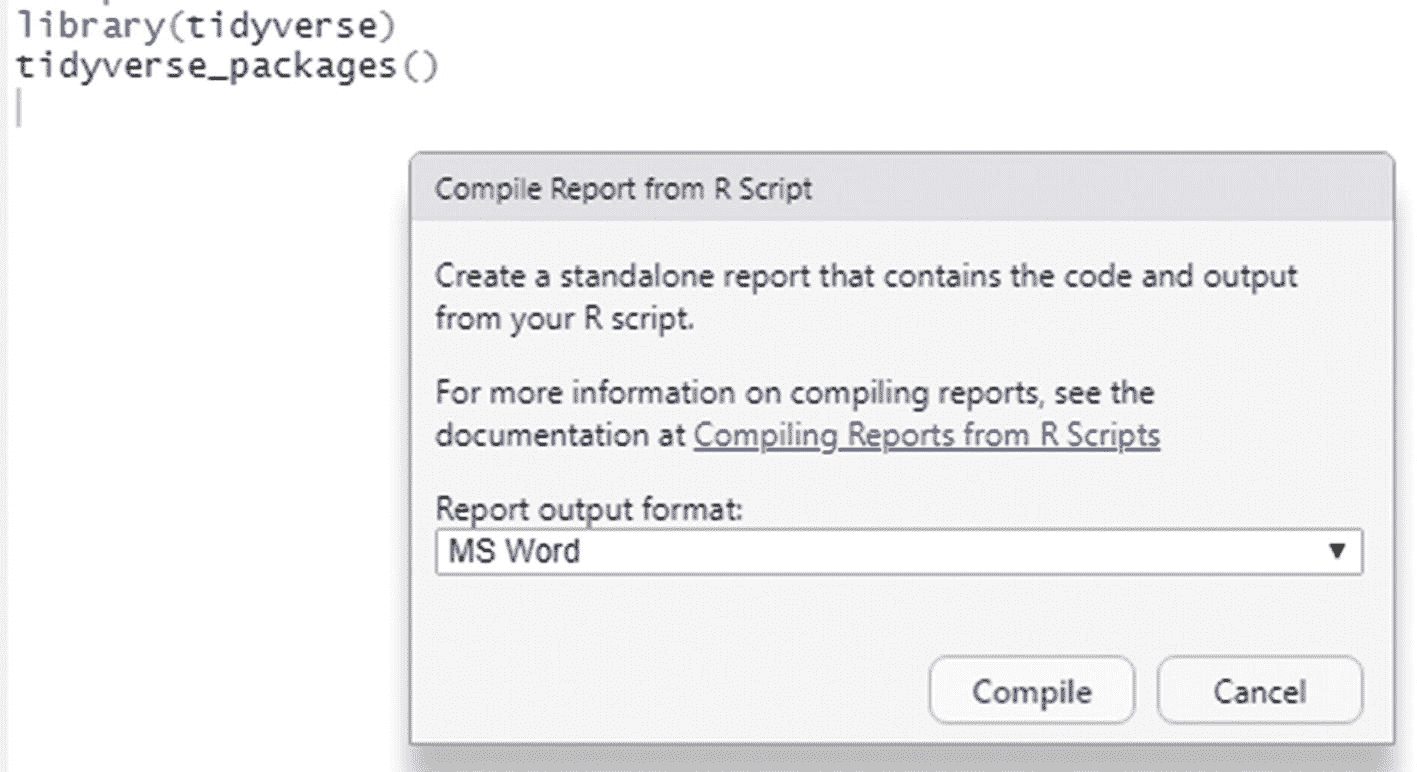 library(tidyverse)
tidyverse_packages()
Compile Report from R Script
Create a standalone report that contains the code and output
from your R script.
For more information on compiling reports, see the
documentation at Compiling Reports from R Scripts
Report output format:
MS Word
Compile
Cancel